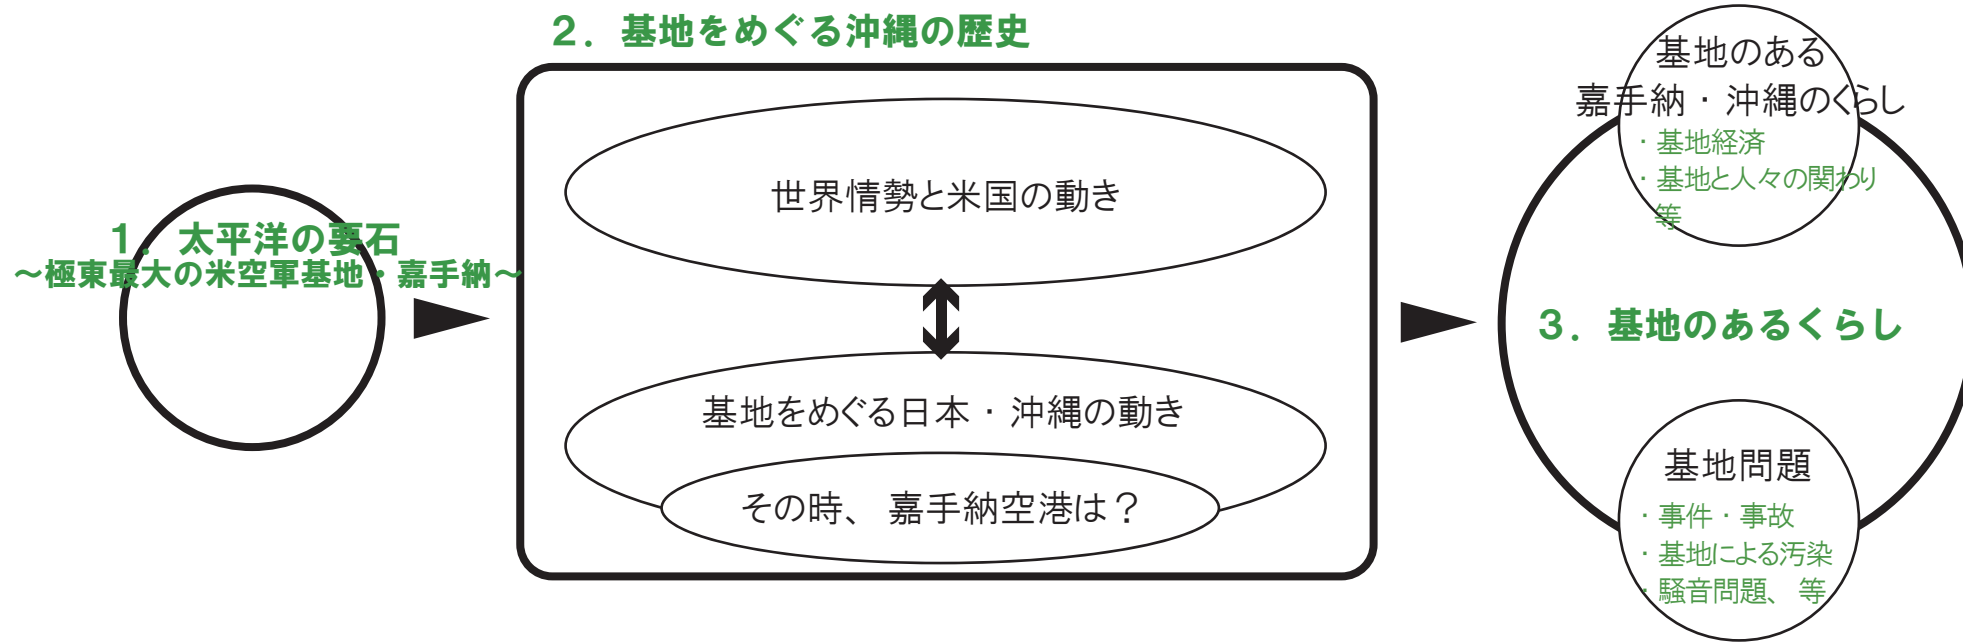 １．太平洋の要石
～極東最大の米空軍基地・嘉手納～
２．基地をめぐる沖縄の歴史
世界情勢と米国の動き
基地をめぐる日本・沖縄の動き
その時、嘉手納空港は？
基地のある
嘉手納・沖縄のくらし
・基地経済
・基地と人々の関わり
等
３．基地のあるくらし
基地問題
・事件・事故
・基地による汚染
・騒音問題、等